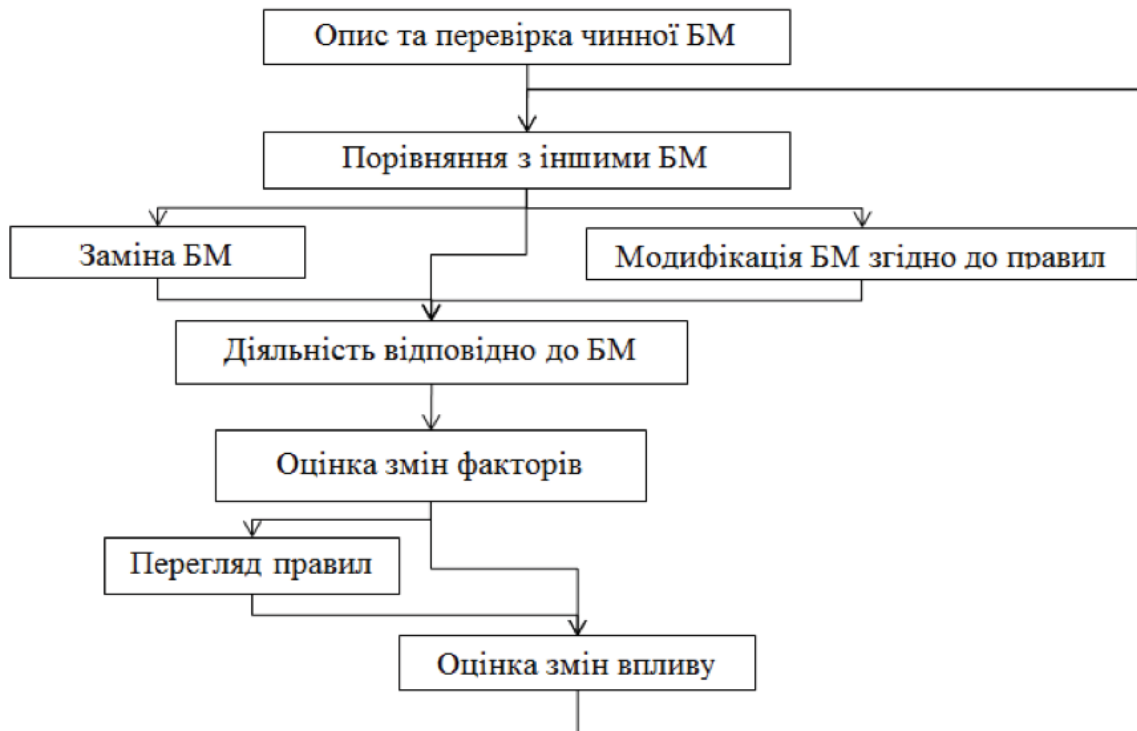 Опис та перевірка чинної БМ
Порівняння з іншими БМ
Заміна БМ
Модифікація БМ згідно до правил
Діяльність відповідно до БМ
Оцінка змін факторів
Перегляд правил
Оцінка змін впливу